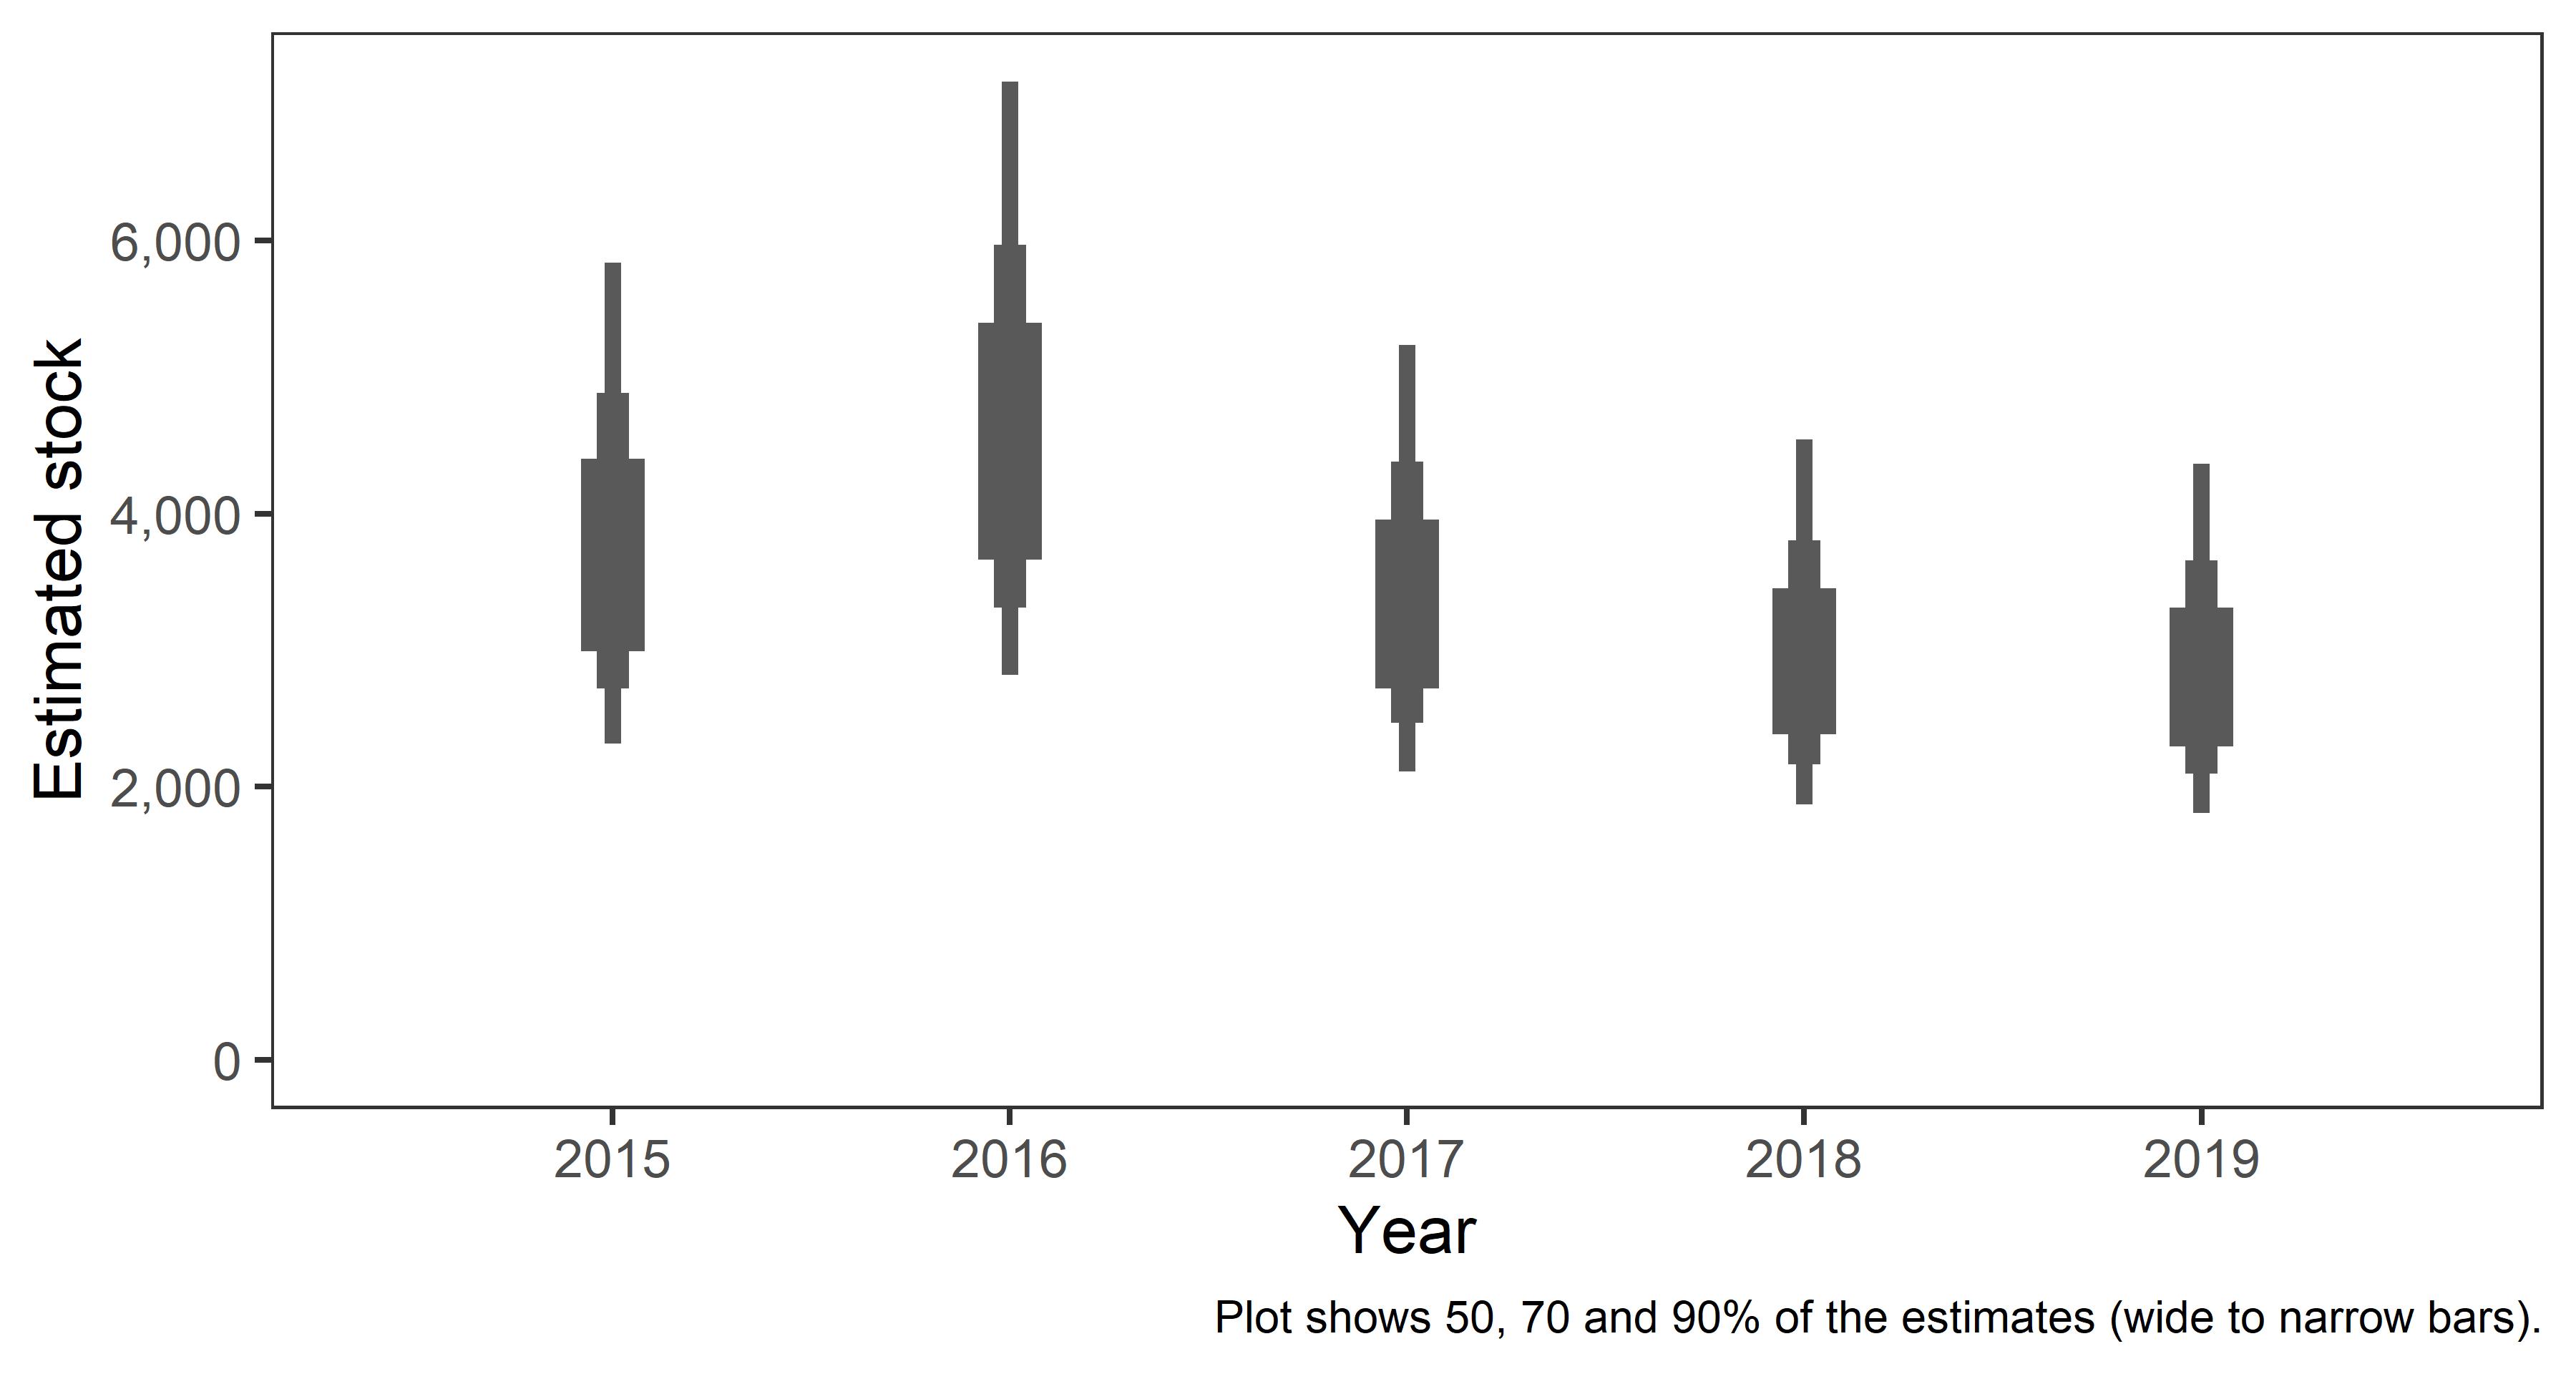 Estimated stock
6,000
4,000
2,000
0
2015 2016 2017 2018 2019
Year
Plot shows 50, 70 and 90% of the estimates (wide to narrow bars).